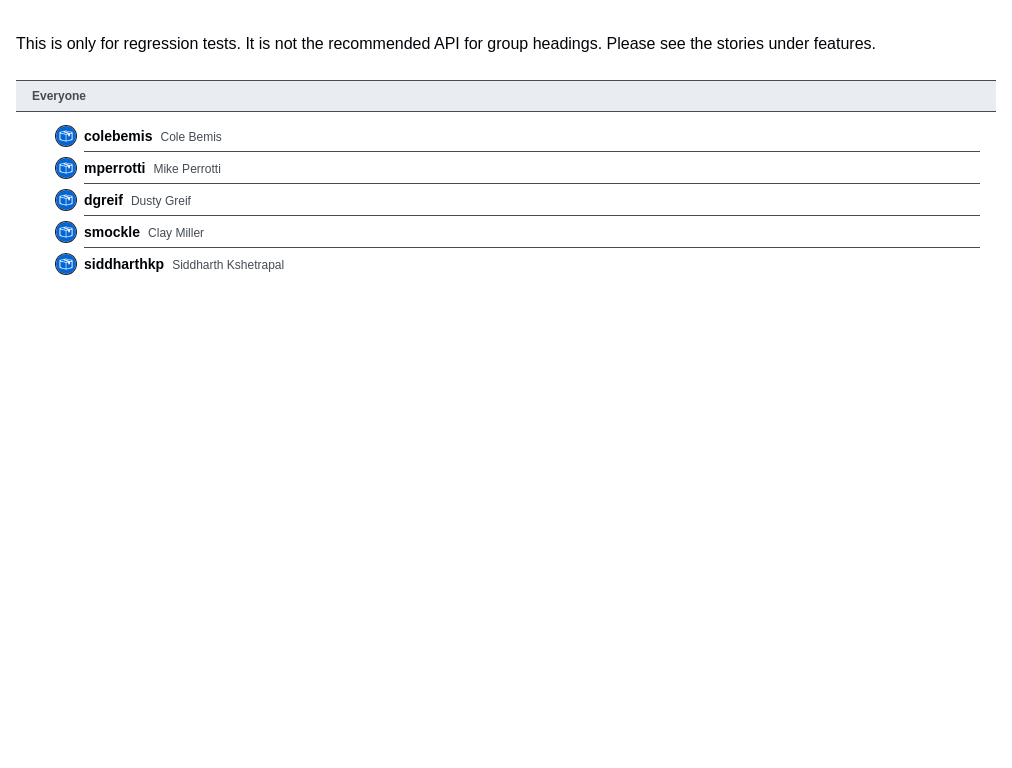 This is only for regression tests. It is not the recommended API for group headings. Please see the stories under features.
Everyone
colebemis Cole Bemis
mperrotti Mike Perrotti
dgreif Dusty Greif
smockle Clay Miller
siddharthkp Siddharth Kshetrapal